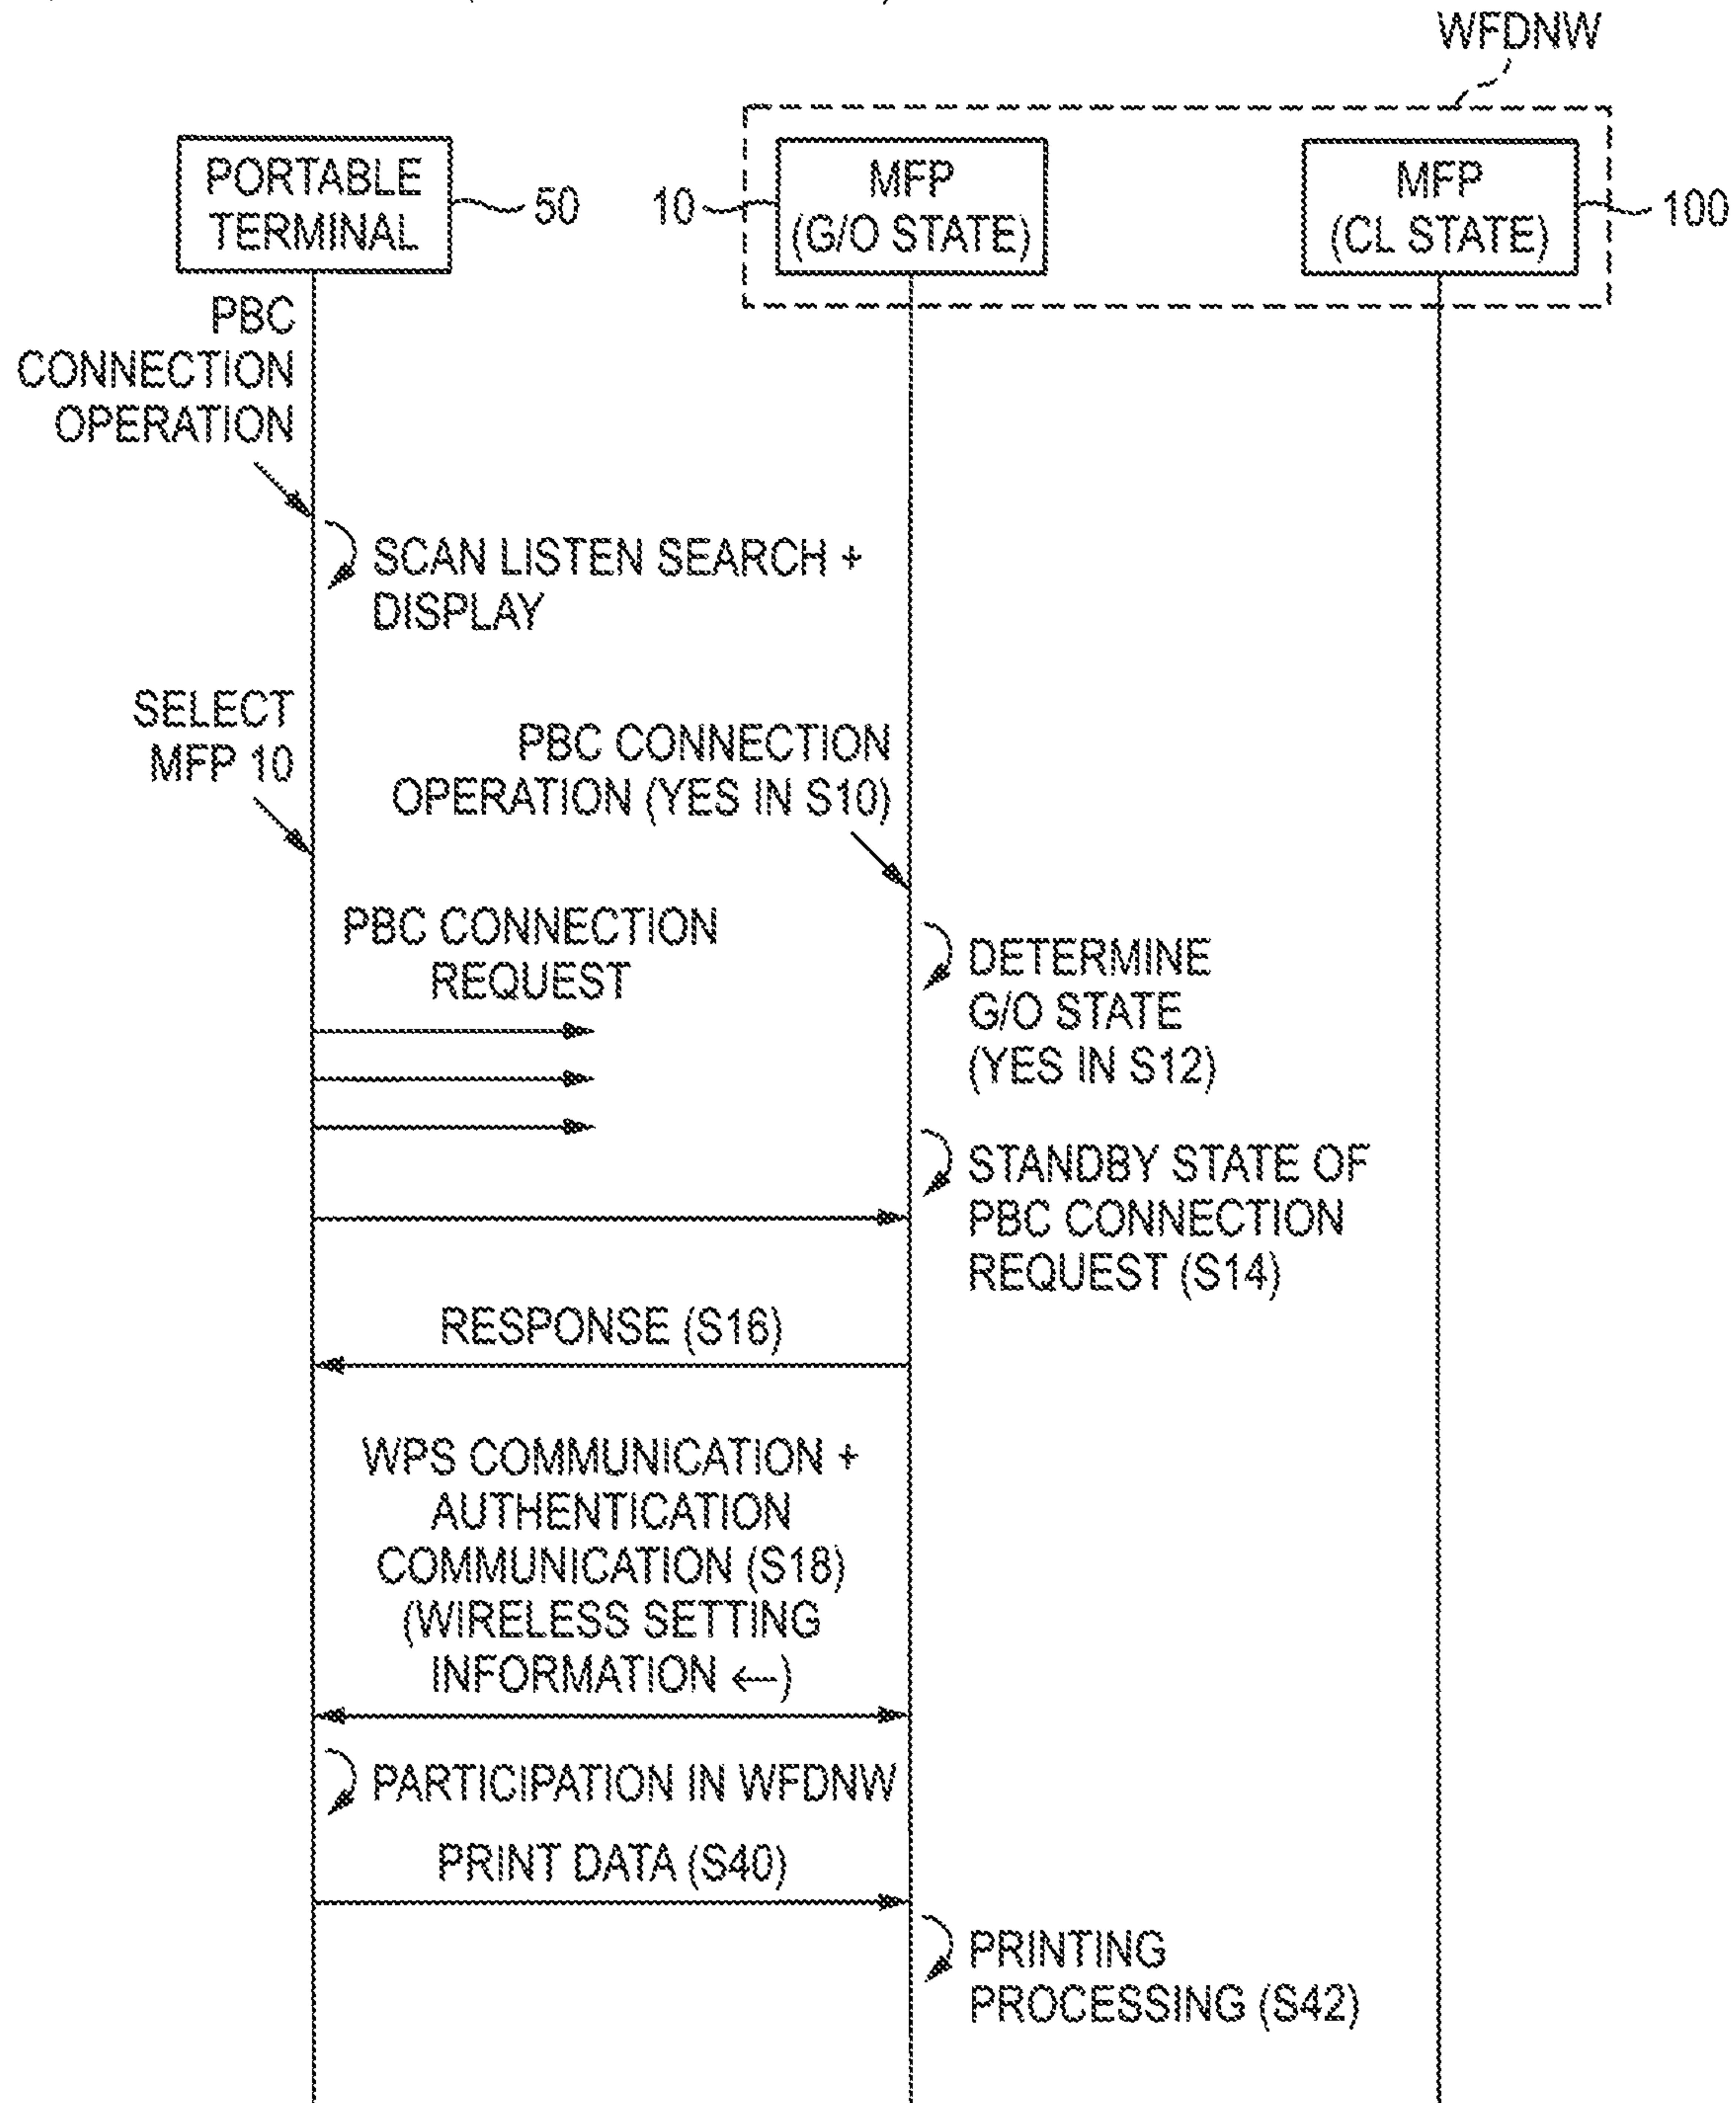 WFDNW
PORTABLE
TERMINAL
50
10
MFP
(G/O STATE)
MFP
(CL STATE)
100
PBC
CONNECTION
OPERATION
SCAN LISTEN SEARCH +
DISPLAY
SELECT
MFP 10
PBC CONNECTION
OPERATION (YES IN S10)
PBC CONNECTION
REQUEST
DETERMINE
G/O STATE
(YES IN S12)
STANDBY STATE OF
PBC CONNECTION
REQUEST (S14)
RESPONSE (S16)
WPS COMMUNICATION +
AUTHENTICATION
COMMUNICATION (S18)
(WIRELESS SETTING
INFORMATION ←)
PARTICIPATION IN WFDNW
PRINT DATA (S40)
PRINTING
PROCESSING (S42)